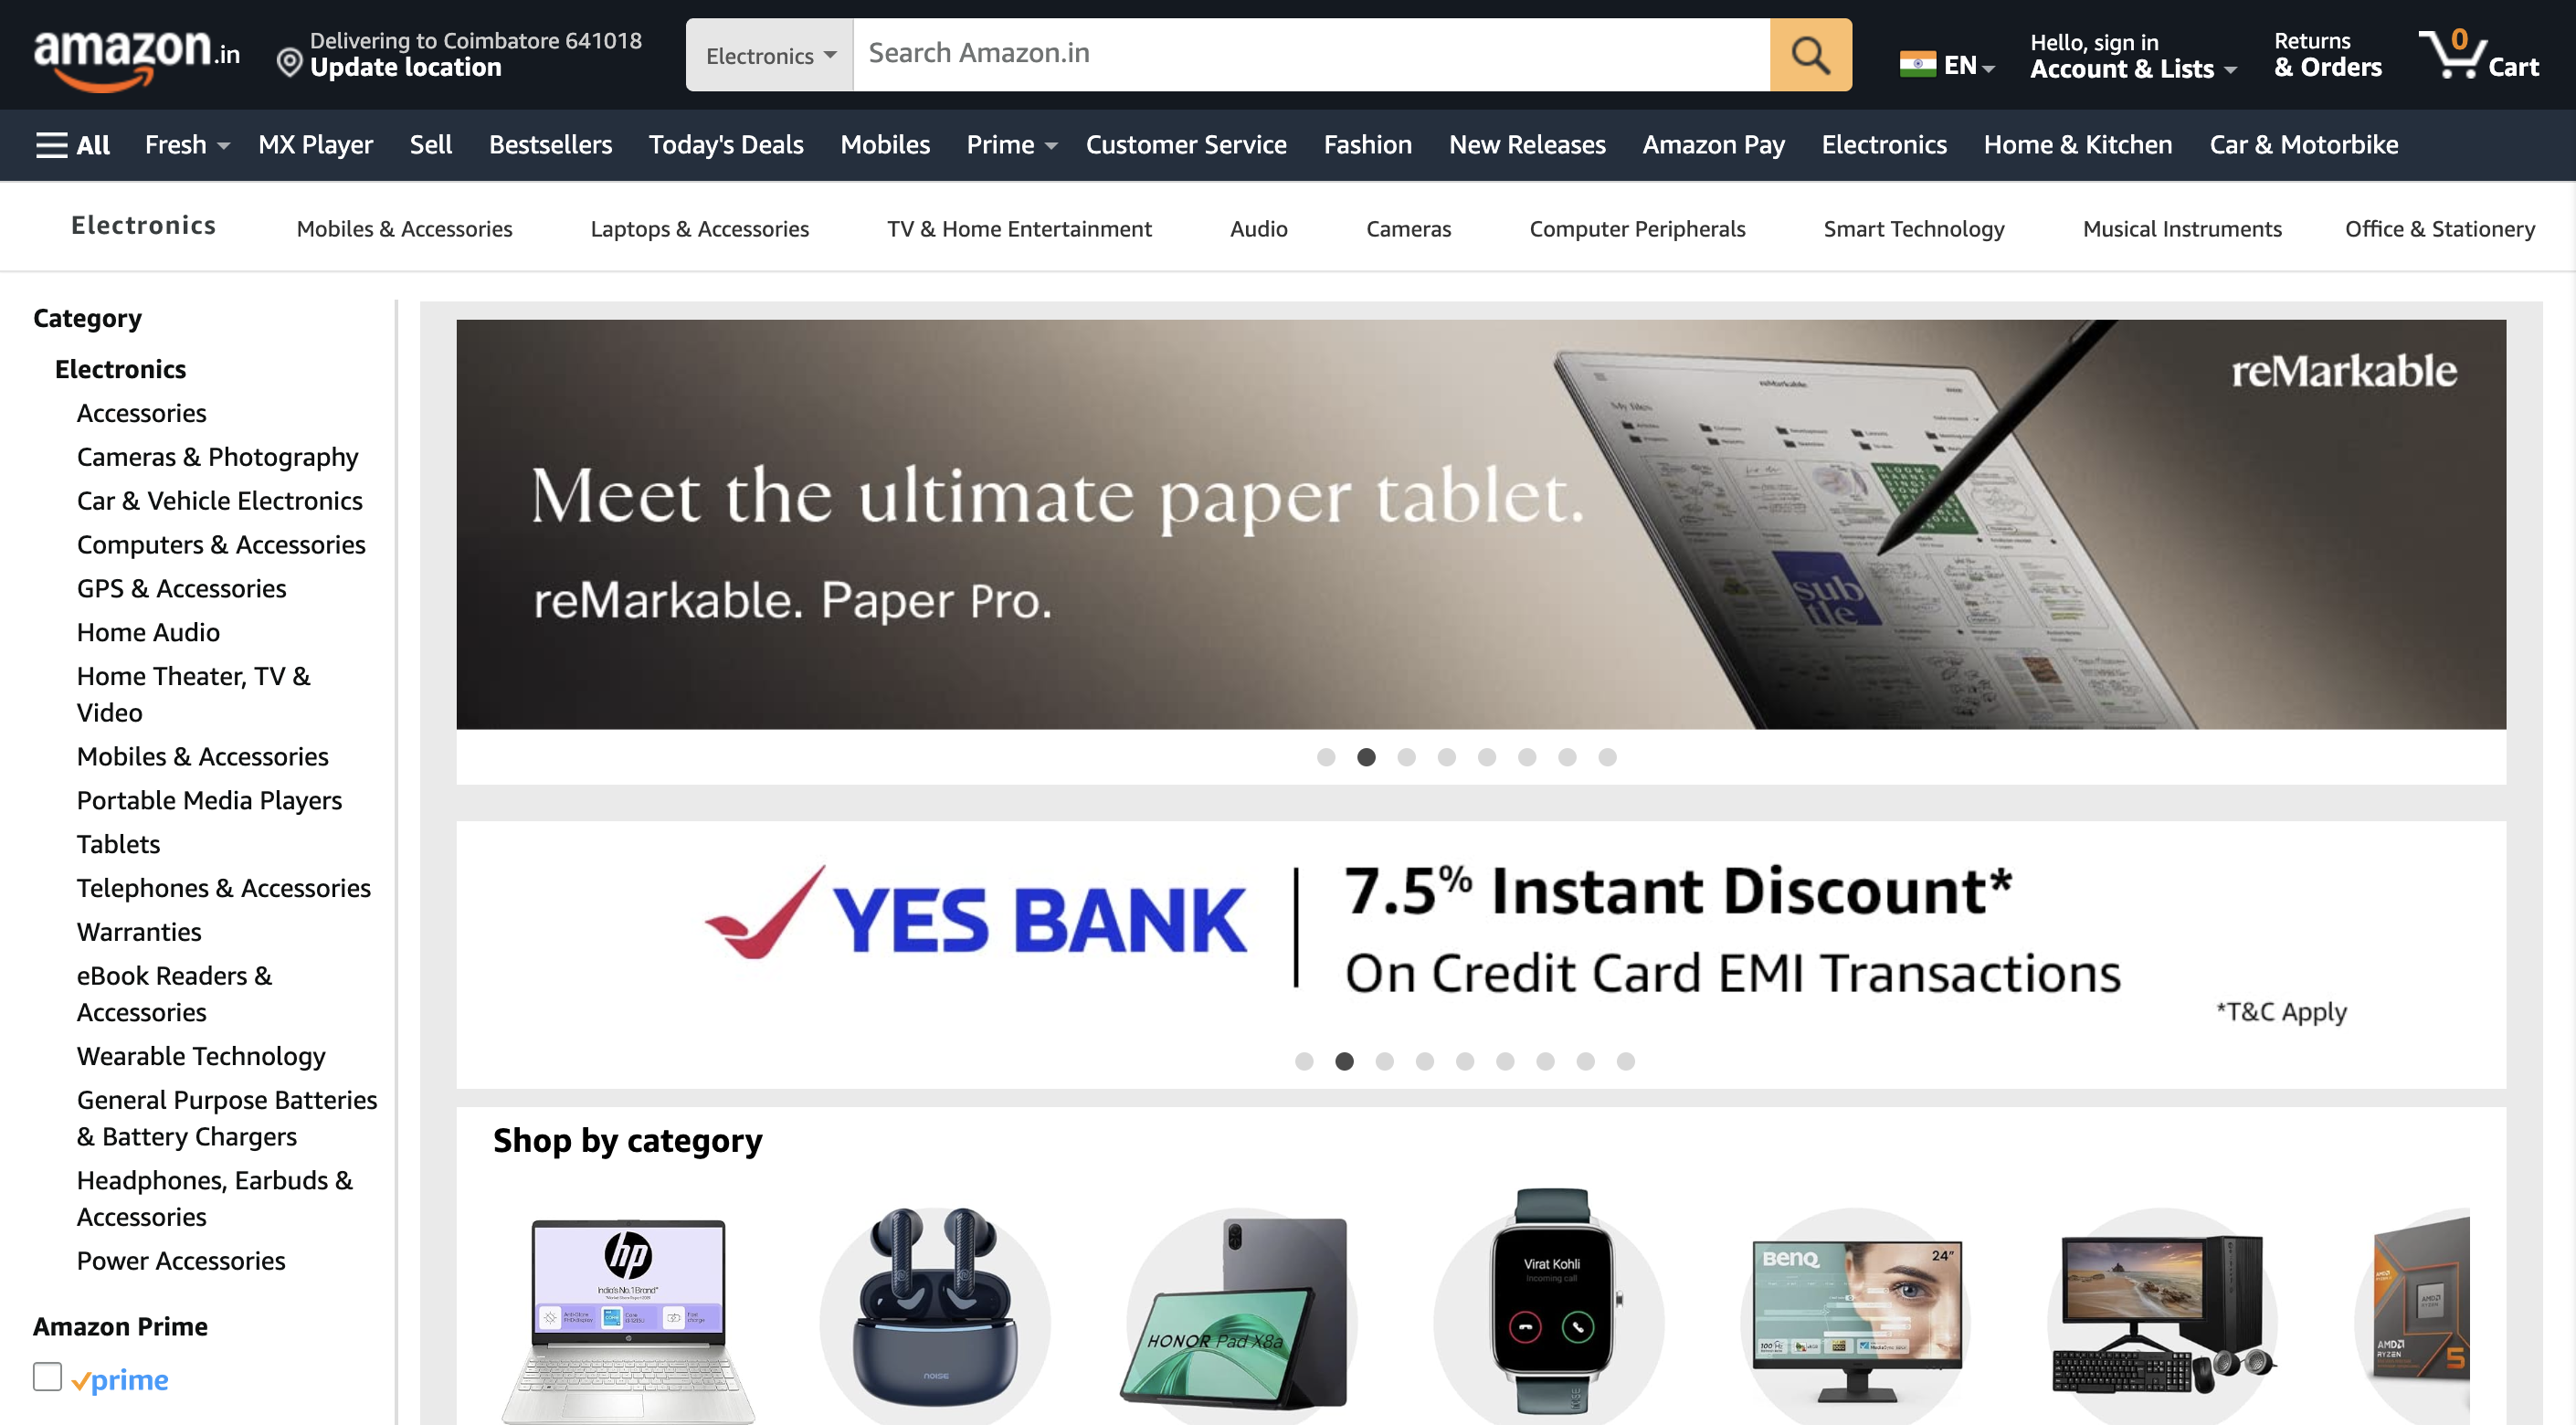 amazon.in
Delivering to Coimbatore 641018
Update location
Electronics
Search Amazon.in
EN
Hello, sign in
Account & Lists
Returns
& Orders
0
Cart
All
Fresh
MX Player
Sell
Bestsellers
Today's Deals
Mobiles
Prime
Customer Service
Fashion
New Releases
Amazon Pay
Electronics
Home & Kitchen
Car & Motorbike
Electronics
Mobiles & Accessories
Laptops & Accessories
TV & Home Entertainment
Audio
Cameras
Computer Peripherals
Smart Technology
Musical Instruments
Office & Stationery
Category
Electronics
Accessories
Cameras & Photography
Car & Vehicle Electronics
Computers & Accessories
GPS & Accessories
Home Audio
Home Theater, TV &
Video
Mobiles & Accessories
Portable Media Players
Tablets
Telephones & Accessories
Warranties
eBook Readers &
Accessories
Wearable Technology
General Purpose Batteries
& Battery Chargers
Headphones, Earbuds &
Accessories
Power Accessories
Amazon Prime
prime
reMarkable
Meet the ultimate paper tablet.
reMarkable. Paper Pro.
reMarkable
My files
sub
tle
YES BANK
7.5% Instant Discount*
On Credit Card EMI Transactions
*T&C Apply
Shop by category
hp
India's No.1 Brand*
noise
HONOR Pad X8a
Virat Kohli
Incoming call
BenQ
24"
AMD
RYZEN
5